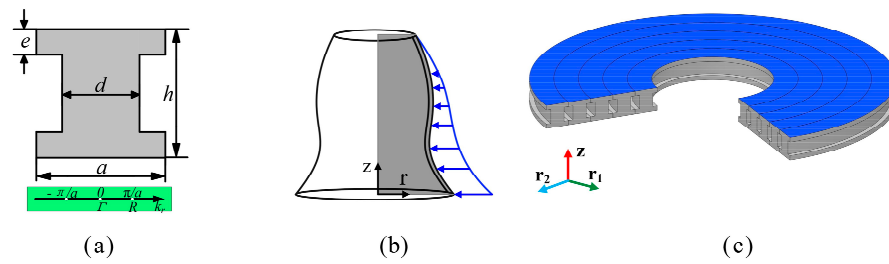 e
d
h
a
- π/a 0 π/a
Γ R k_r
z
r
z
r₂ r₁
(a) (b) (c)